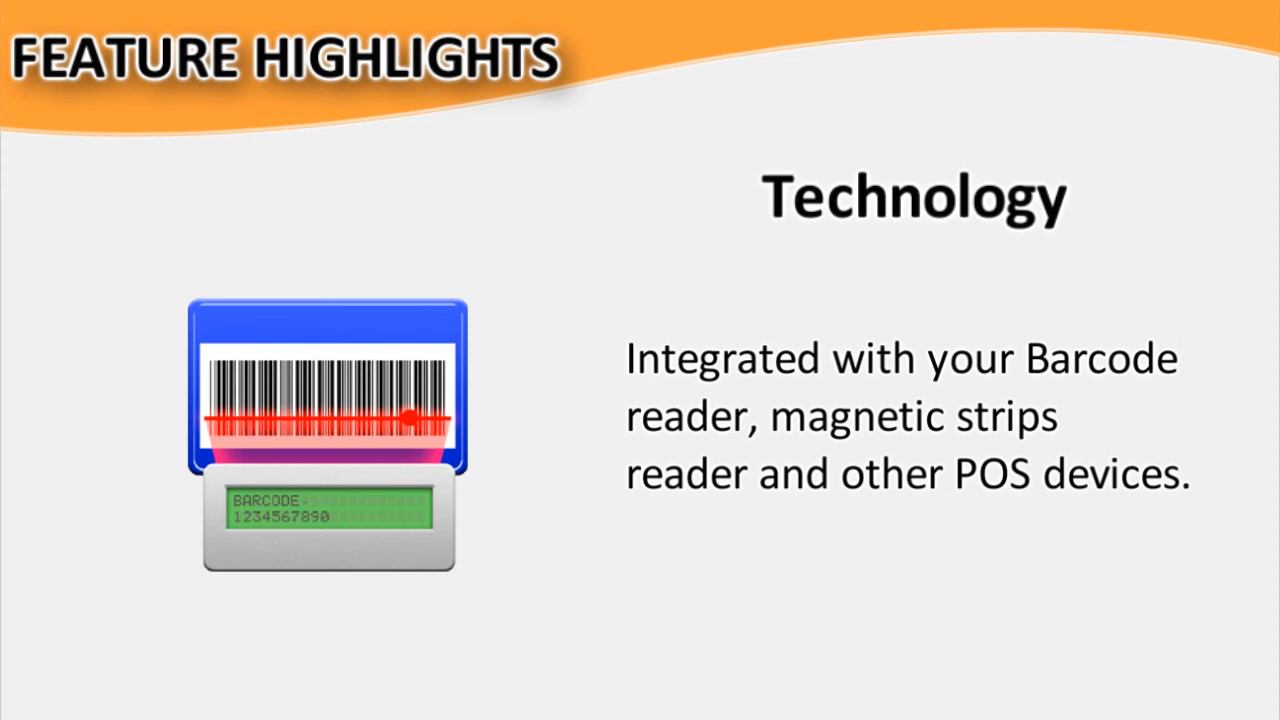 FEATURE HIGHLIGHTS
Technology
Integrated with your Barcode
reader, magnetic strips
reader and other POS devices.
BARCODE-
1234567890